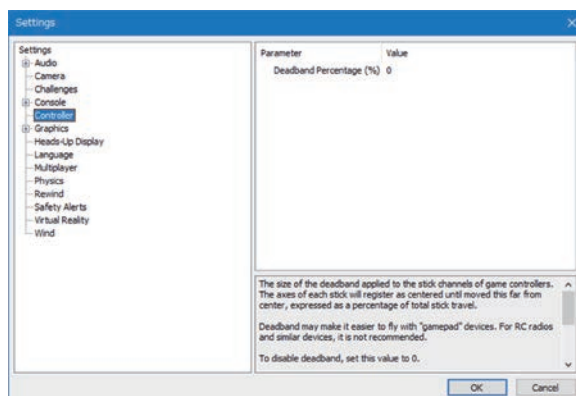 Settings
Settings
Audio
Camera
Challenges
Console
Controller
Graphics
Heads-Up Display
Language
Multiplayer
Physics
Rewind
Safety Alerts
Virtual Reality
Wind
Parameter Value
Deadband Percentage (%) 0
The size of the deadband applied to the stick channels of game controllers.
The axes of each stick will register as centered until moved this far from
center, expressed as a percentage of total stick travel.
Deadband may make it easier to fly with "gamepad" devices. For RC radios
and similar devices, it is not recommended.
To disable deadband, set this value to 0.
OK Cancel